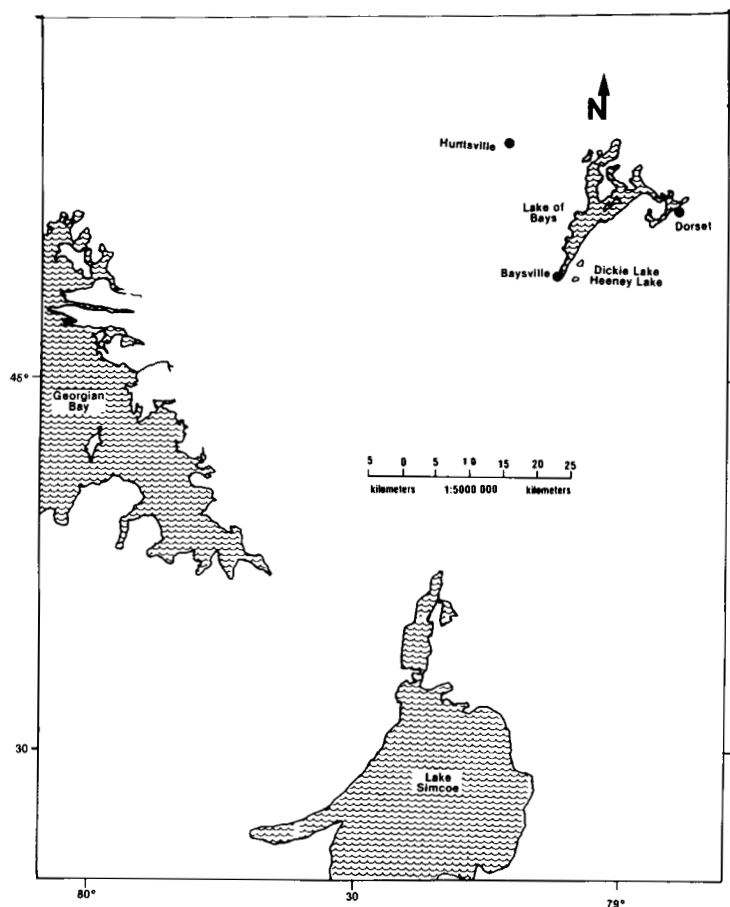 N
Huntsville
Lake of
Bays
Dorset
Baysville
Dickie Lake
Heeney Lake
45°
Georgian
Bay
5 0 5 10 15 20 25
kilometers 1:5000 000 kilometers
30
Lake
Simcoe
80° 30 79°